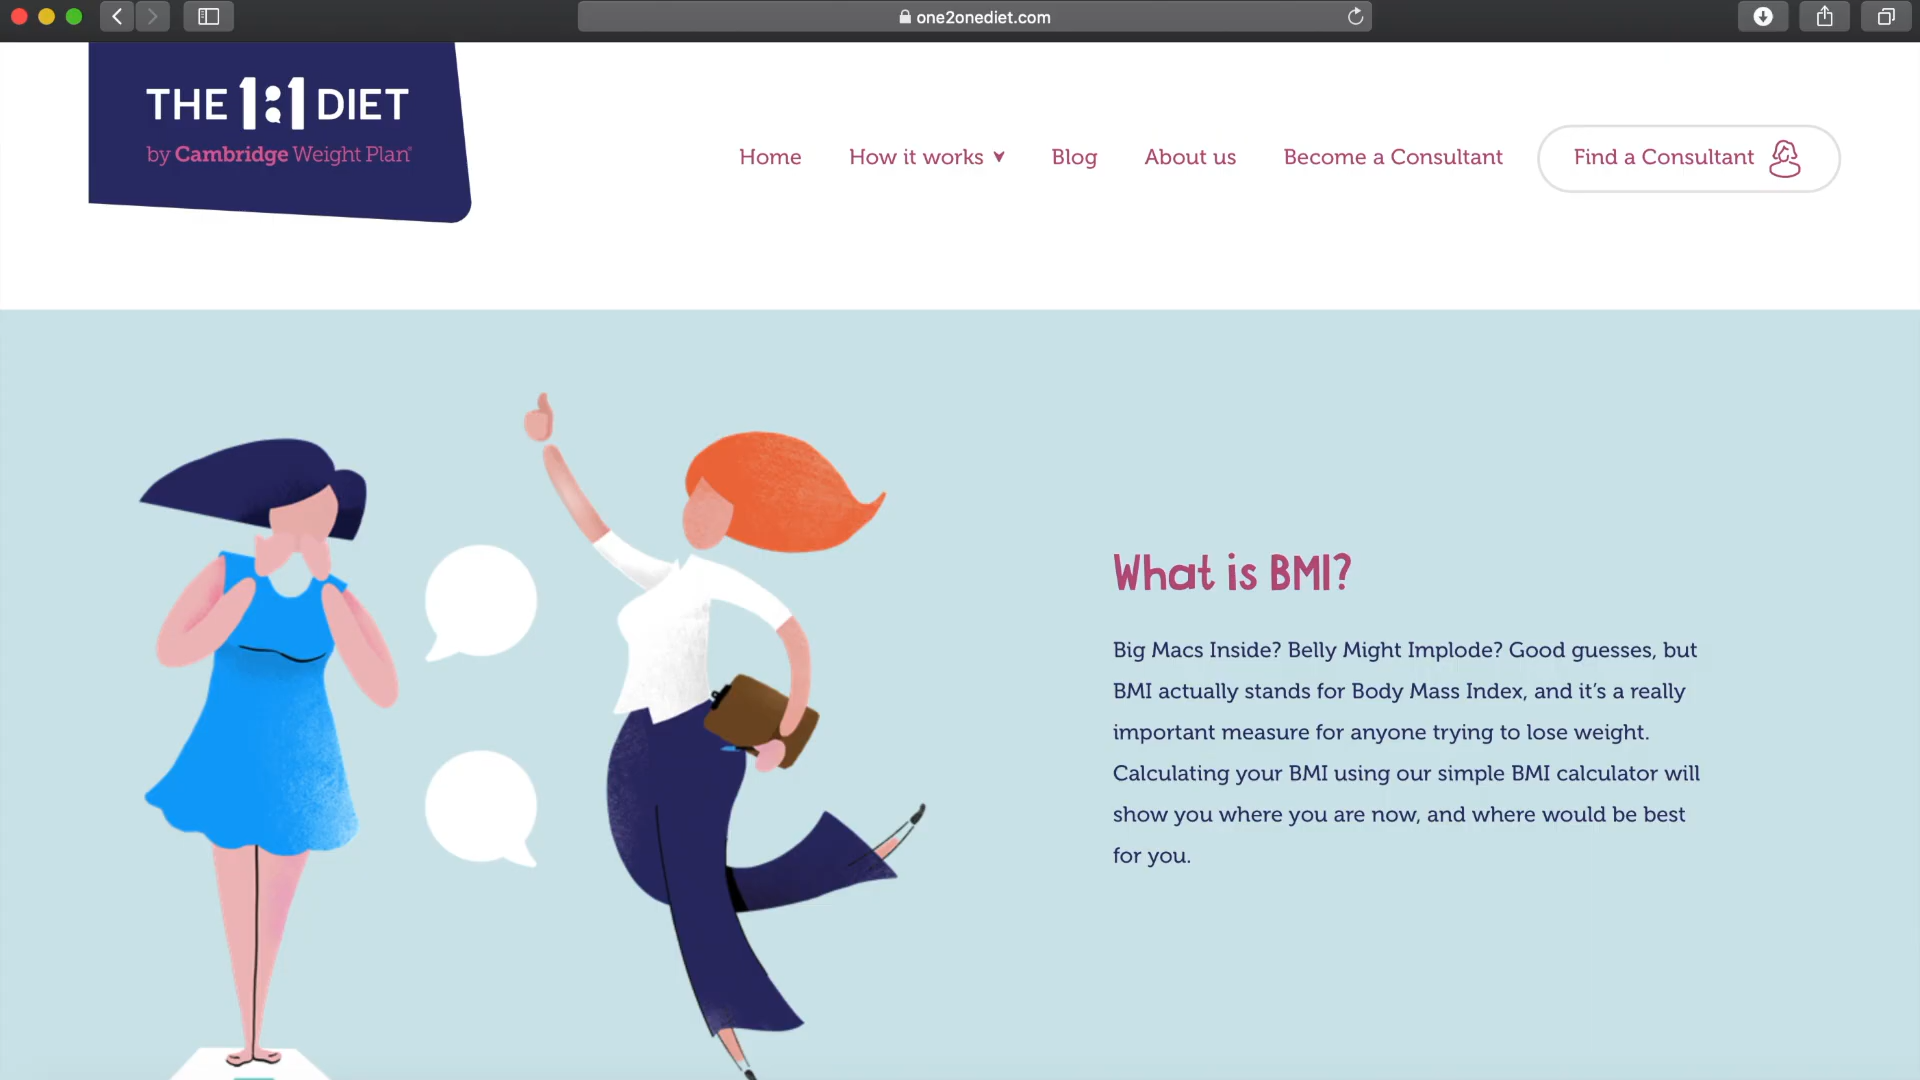 one2onediet.com
THE 1:1 DIET
by Cambridge Weight Plan®
Home
How it works
Blog
About us
Become a Consultant
Find a Consultant
What is BMI?
Big Macs Inside? Belly Might Implode? Good guesses, but
BMI actually stands for Body Mass Index, and it’s a really
important measure for anyone trying to lose weight.
Calculating your BMI using our simple BMI calculator will
show you where you are now, and where would be best
for you.